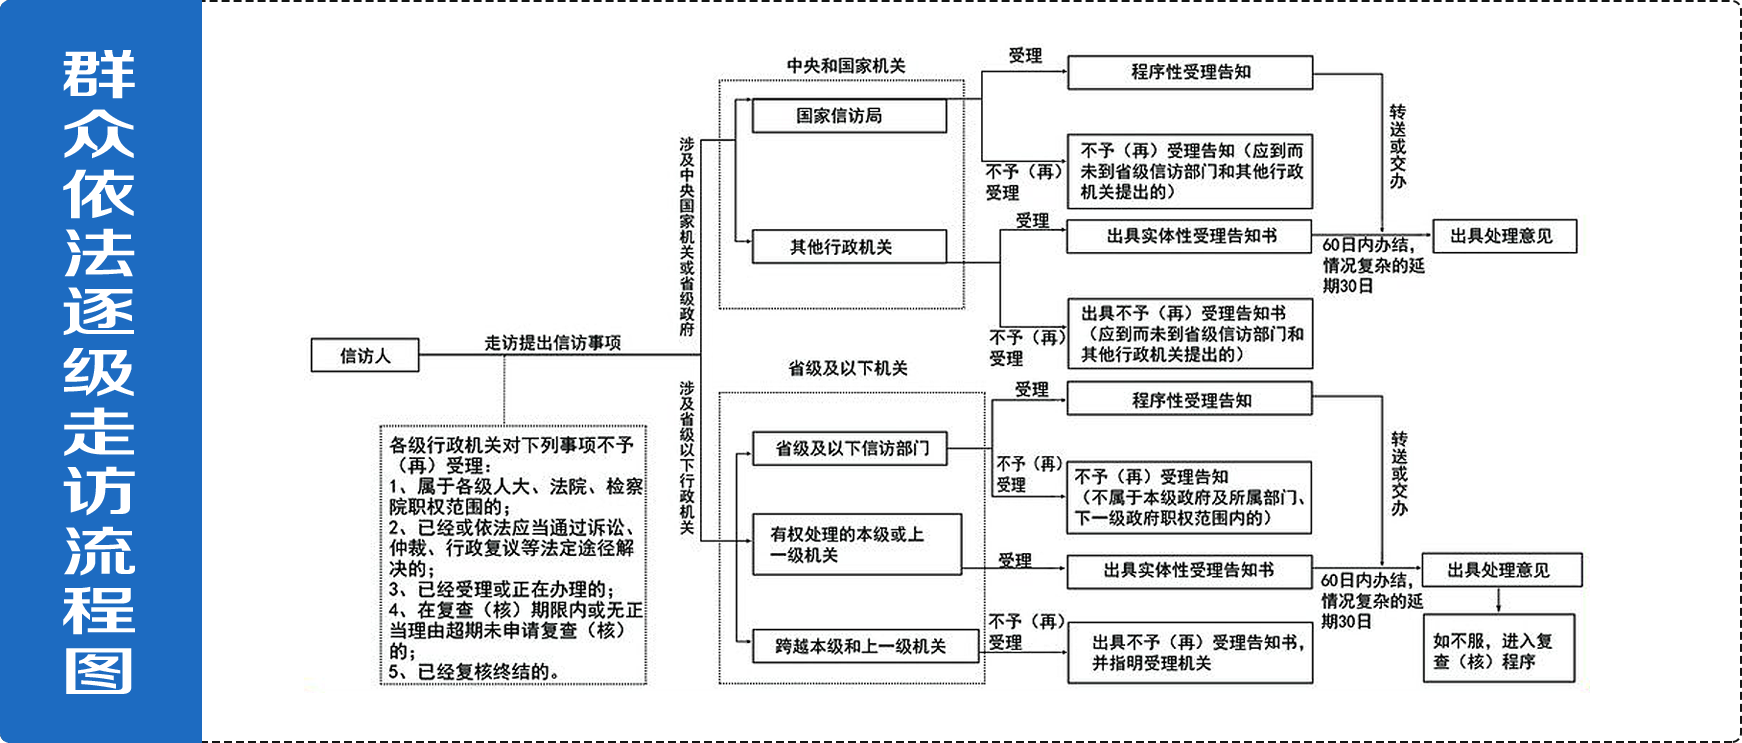 群众依法逐级走访流程图
信访人
走访提出信访事项
各级行政机关对下列事项不予
（再）受理：
1、属于各级人大、法院、检察
院职权范围的；
2、已经或依法应当通过诉讼、
仲裁、行政复议等法定途径解
决的；
3、已经受理或正在办理的；
4、在复查（核）期限内或无正
当理由超期未申请复查（核）
的；
5、已经复核终结的。
涉及中央国家机关或省级政府
涉及省级以下行政机关
中央和国家机关
国家信访局
其他行政机关
受理
程序性受理告知
不予（再）
受理
不予（再）受理告知（应到而
未到省级信访部门和其他行政
机关提出的）
受理
出具实体性受理告知书
不予（再）
受理
出具不予（再）受理告知书
（应到而未到省级信访部门和
其他行政机关提出的）
转送或交办
60日内办结，
情况复杂的延
期30日
出具处理意见
省级及以下机关
省级及以下信访部门
有权处理的本级或上
一级机关
跨越本级和上一级机关
受理
程序性受理告知
不予（再）
受理
不予（再）受理告知
（不属于本级政府及所属部门、
下一级政府职权范围内的）
受理
出具实体性受理告知书
不予（再）
受理
出具不予（再）受理告知书，
并指明受理机关
转送或交办
60日内办结，
情况复杂的延
期30日
出具处理意见
如不服，进入复
查（核）程序